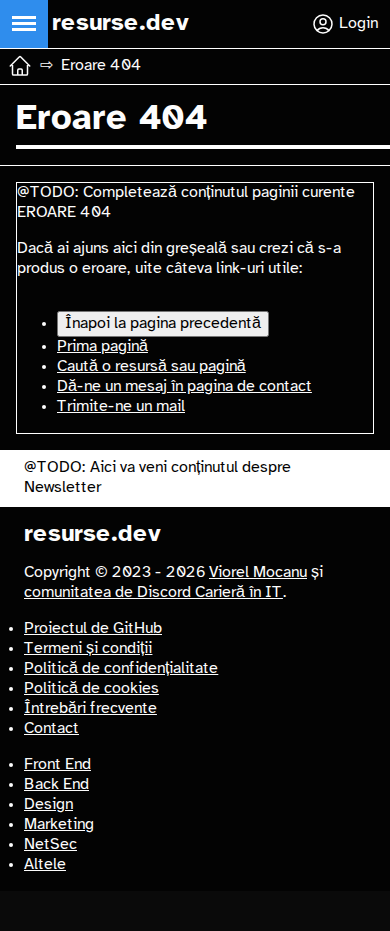 resurse.dev
Login
⇨ Eroare 404
Eroare 404
@TODO: Completează conținutul paginii curente
EROARE 404
Dacă ai ajuns aici din greșeală sau crezi că s-a
produs o eroare, uite câteva link-uri utile:
Înapoi la pagina precedentă
Prima pagină
Caută o resursă sau pagină
Dă-ne un mesaj în pagina de contact
Trimite-ne un mail
@TODO: Aici va veni conținutul despre
Newsletter
resurse.dev
Copyright © 2023 - 2026 Viorel Mocanu și
comunitatea de Discord Carieră în IT.
Proiectul de GitHub
Termeni și condiții
Politică de confidențialitate
Politică de cookies
Întrebări frecvente
Contact
Front End
Back End
Design
Marketing
NetSec
Altele